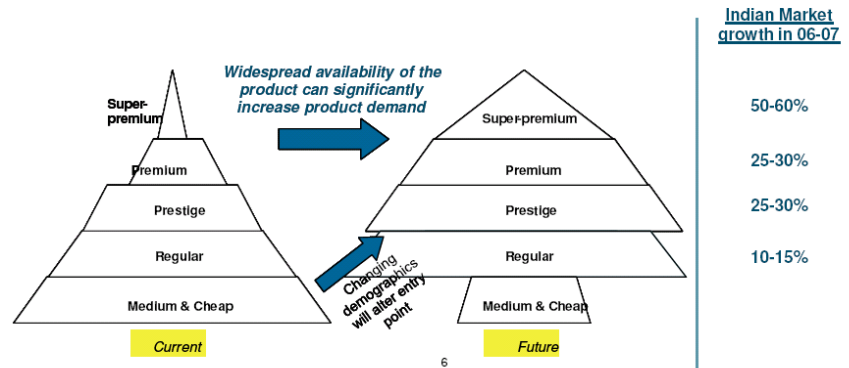 Indian Market
growth in 06-07
Widespread availability of the
product can significantly
increase product demand
Super-
premium
Premium
Prestige
Regular
Medium & Cheap
Current
Changing
demographics
will alter entry
point
Super-premium
Premium
Prestige
Regular
Medium & Cheap
Future
50-60%
25-30%
25-30%
10-15%
6